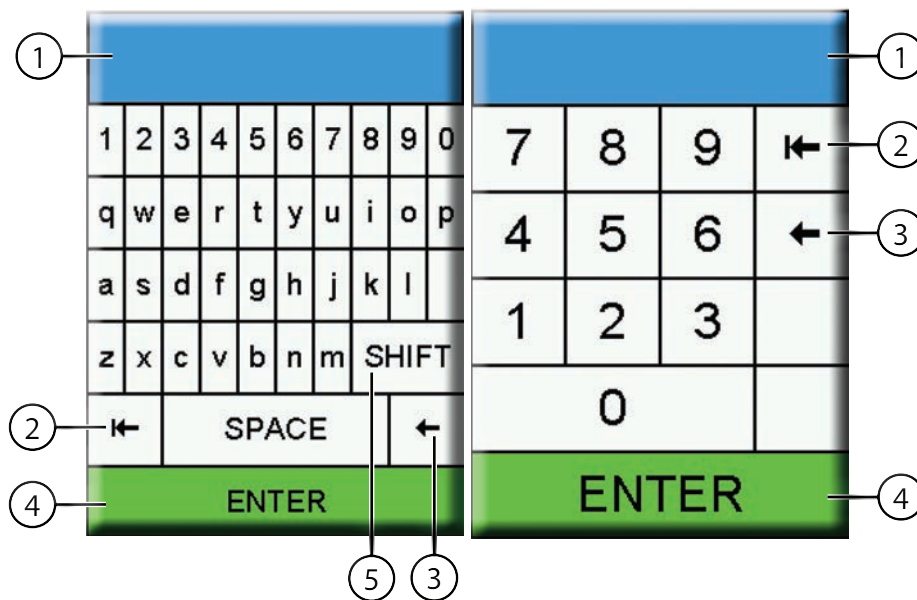 1
1 2 3 4 5 6 7 8 9 0
q w e r t y u i o p
a s d f g h j k l
z x c v b n m SHIFT
2 SPACE
4 ENTER
5 3
1
7 8 9 2
4 5 6 3
1 2 3
0
ENTER 4